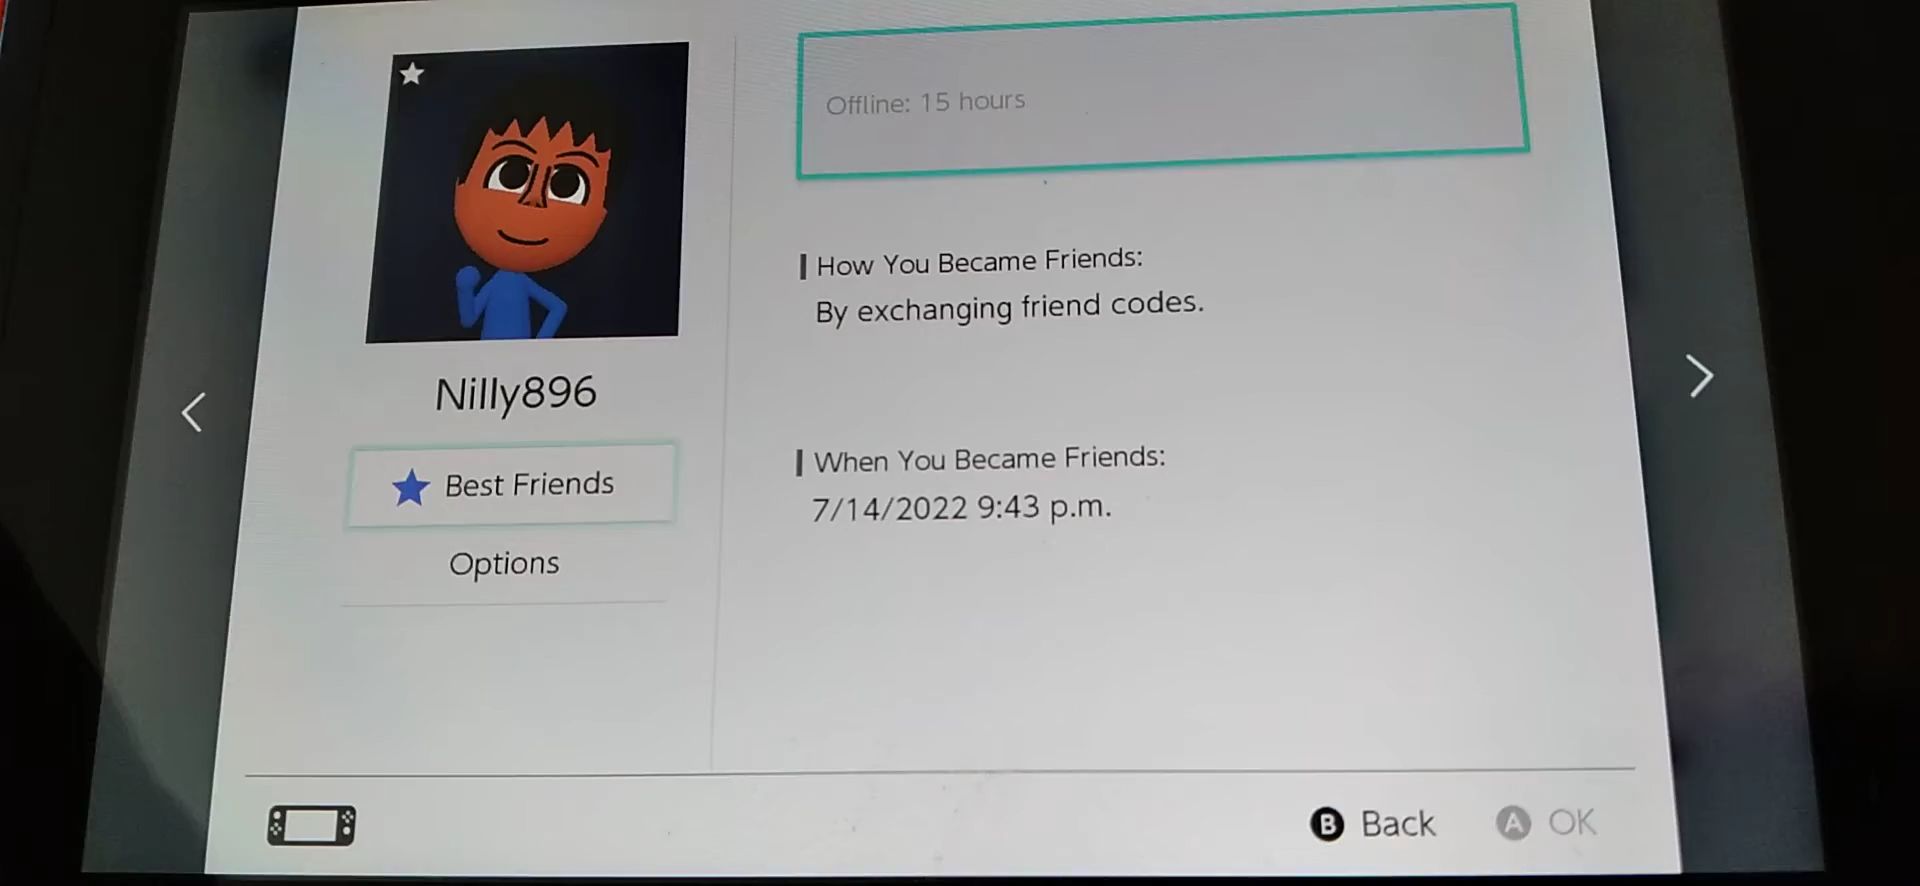 Offline: 15 hours
How You Became Friends:
By exchanging friend codes.
Nilly896
Best Friends
Options
When You Became Friends:
7/14/2022 9:43 p.m.
B Back
A OK